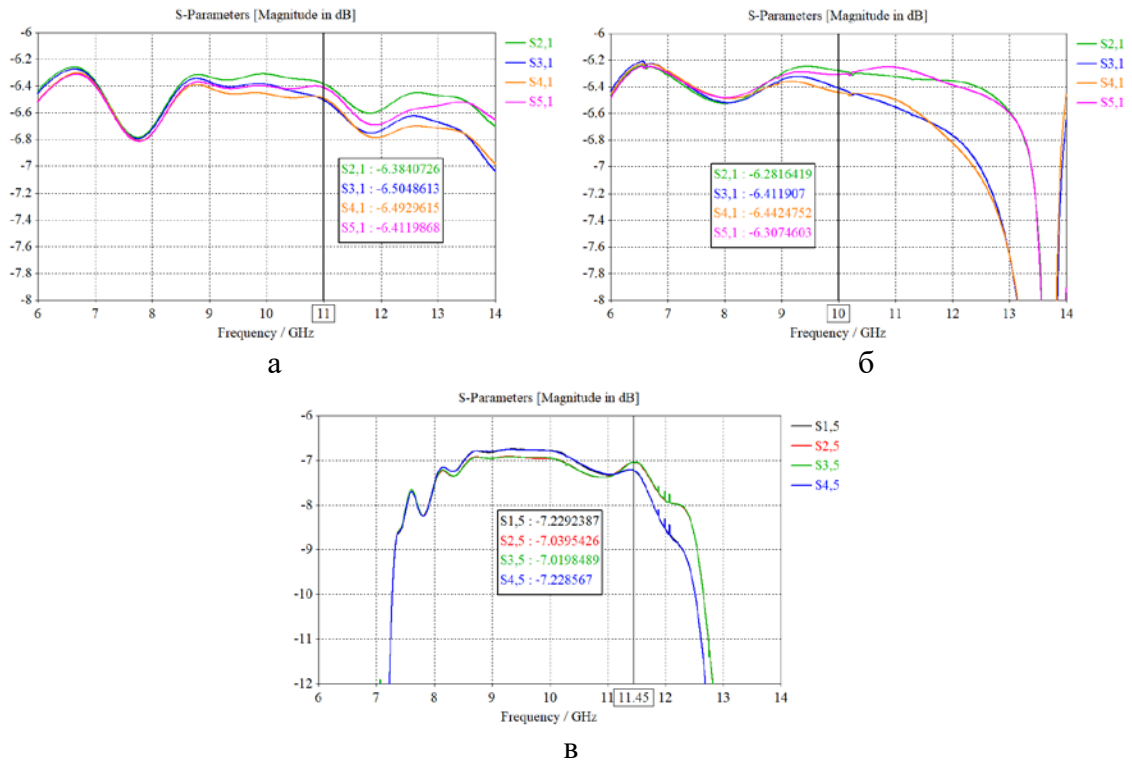 S-Parameters [Magnitude in dB]
-6
-6.2
-6.4
-6.6
-6.8
-7
-7.2
-7.4
-7.6
-7.8
-8
S2,1
S3,1
S4,1
S5,1
S2,1 : -6.3840726
S3,1 : -6.5048613
S4,1 : -6.4929615
S5,1 : -6.4119868
6 7 8 9 10 11 12 13 14
Frequency / GHz
а
S-Parameters [Magnitude in dB]
-6
-6.2
-6.4
-6.6
-6.8
-7
-7.2
-7.4
-7.6
-7.8
-8
S2,1
S3,1
S4,1
S5,1
S2,1 : -6.2816419
S3,1 : -6.411907
S4,1 : -6.4424752
S5,1 : -6.3074603
6 7 8 9 10 11 12 13 14
Frequency / GHz
б
S-Parameters [Magnitude in dB]
-6
-7
-8
-9
-10
-11
-12
S1,5
S2,5
S3,5
S4,5
S1,5 : -7.2292387
S2,5 : -7.0395426
S3,5 : -7.0198489
S4,5 : -7.228567
6 7 8 9 10 11 11.45 12 13 14
Frequency / GHz
в